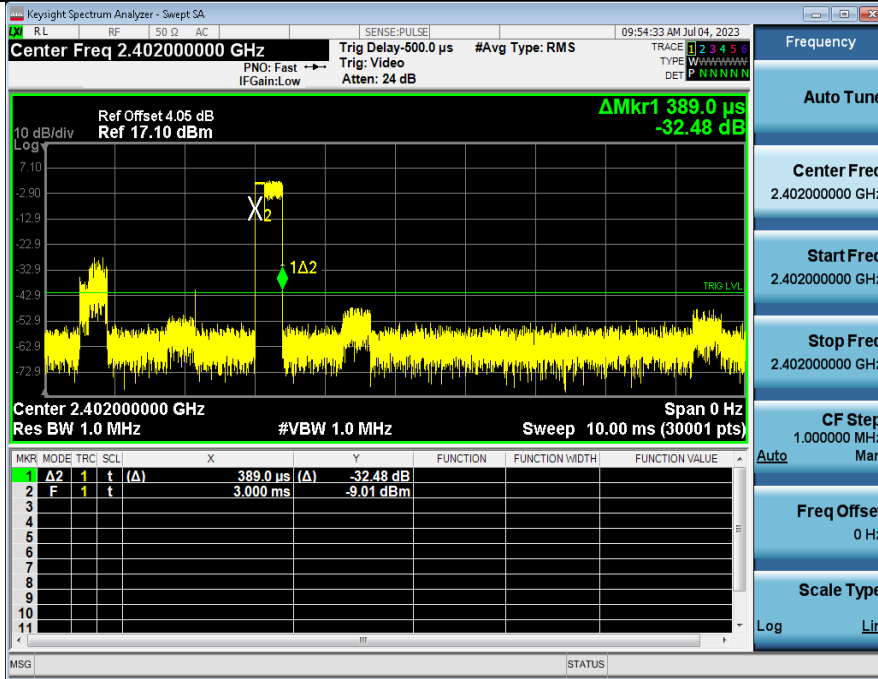 Keysight Spectrum Analyzer - Swept SA
LXI RL RF 50 Ω AC SENSE:PULSE 09:54:33 AM Jul 04, 2023
Center Freq 2.402000000 GHz
PNO: Fast
IFGain:Low
Trig Delay-500.0 µs
Trig: Video
Atten: 24 dB
#Avg Type: RMS
TRACE 1 2 3 4 5 6
TYPE WWWWWW
DET P N N N N N
Frequency
Auto Tune
Center Freq
2.402000000 GHz
Start Freq
2.402000000 GHz
Stop Freq
2.402000000 GHz
CF Step
1.000000 MHz
Auto Man
Freq Offset
0 Hz
Scale Type
Log Lin
ΔMkr1 389.0 µs
-32.48 dB
Ref Offset 4.05 dB
10 dB/div Ref 17.10 dBm
Log
7.10
-2.90
-12.9
-22.9
-32.9
-42.9
-52.9
-62.9
-72.9
X2
1Δ2
TRIG LVL
Center 2.402000000 GHz Span 0 Hz
Res BW 1.0 MHz #VBW 1.0 MHz Sweep 10.00 ms (30001 pts)
MKR MODE TRC SCL X Y FUNCTION FUNCTION WIDTH FUNCTION VALUE
1 Δ2 1 t (Δ) 389.0 µs (Δ) -32.48 dB
2 F 1 t 3.000 ms -9.01 dBm
3
4
5
6
7
8
9
10
11
MSG STATUS